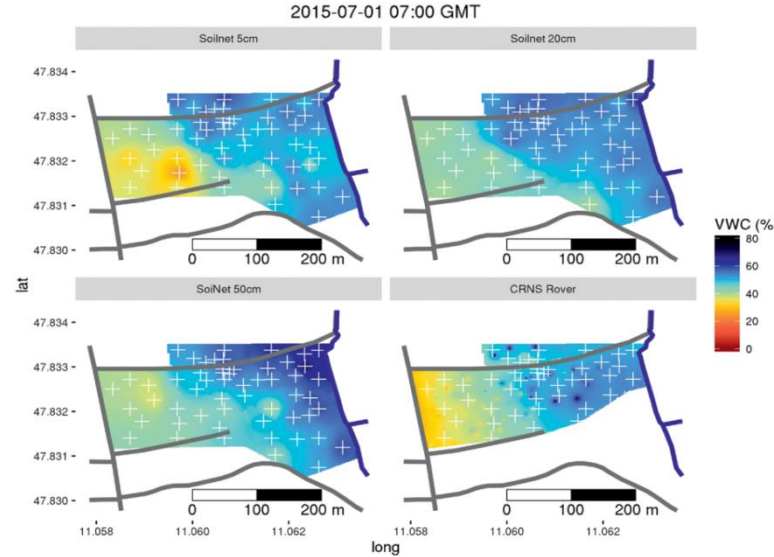 2015-07-01 07:00 GMT
Soilnet 5cm
Soilnet 20cm
47.834
47.833
47.832
47.831
47.830
0 100 200 m
0 100 200 m
lat
VWC (%
80
60
40
20
0
SoiNet 50cm
CRNS Rover
47.834
47.833
47.832
47.831
47.830
0 100 200 m
0 100 200 m
11.058 11.060 11.062
11.058 11.060 11.062
long